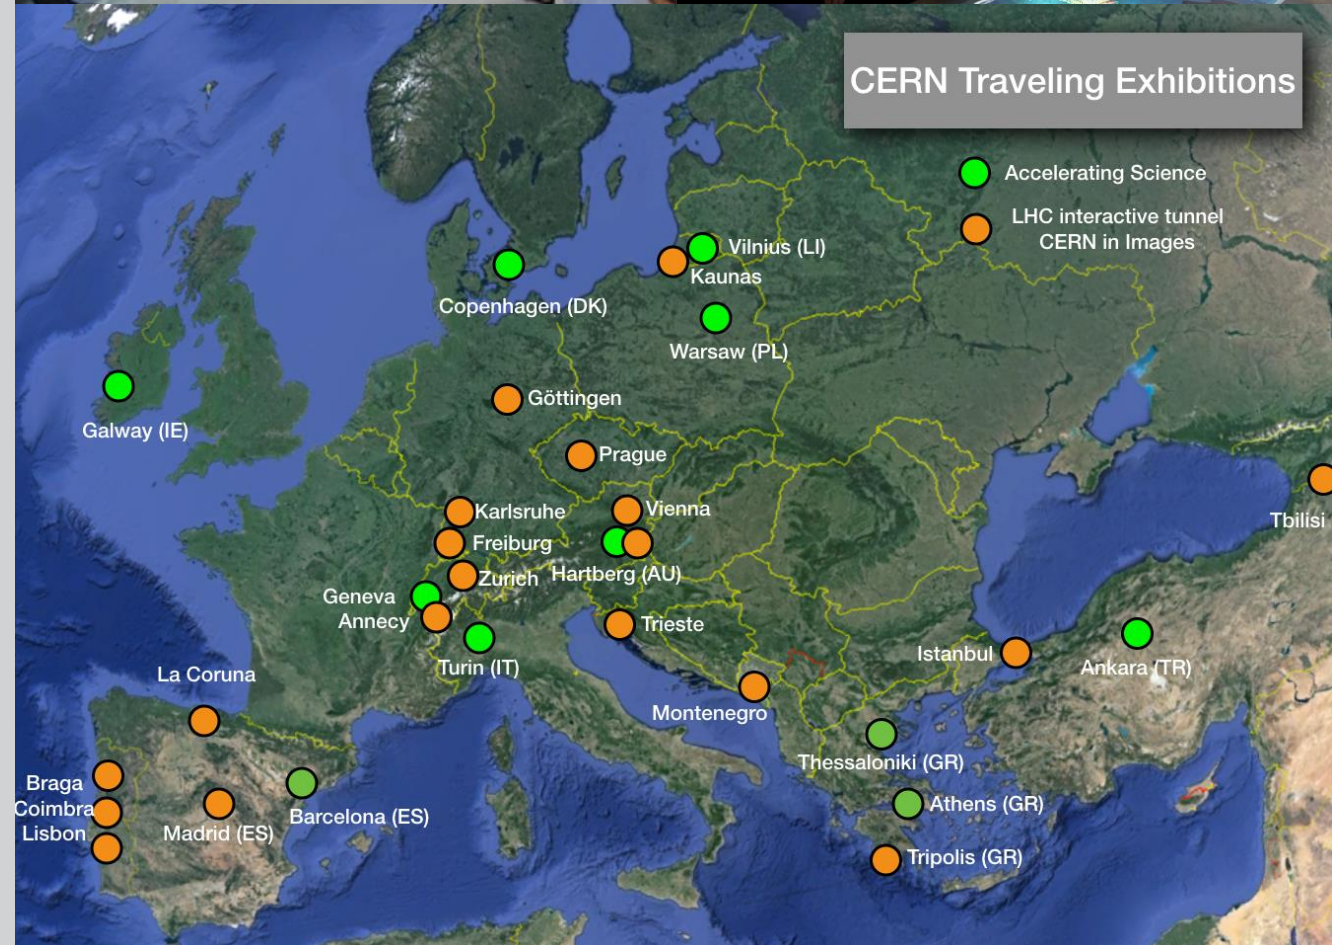 CERN Traveling Exhibitions
Accelerating Science
LHC interactive tunnel
CERN in Images
Vilnius (LI)
Kaunas
Copenhagen (DK)
Warsaw (PL)
Göttingen
Galway (IE)
Prague
Karlsruhe
Vienna
Tbilisi
Freiburg
Zurich
Hartberg (AU)
Geneva
Annecy
Trieste
Istanbul
Turin (IT)
Ankara (TR)
La Coruna
Montenegro
Thessaloniki (GR)
Braga
Coimbra
Lisbon
Madrid (ES)
Barcelona (ES)
Athens (GR)
Tripolis (GR)